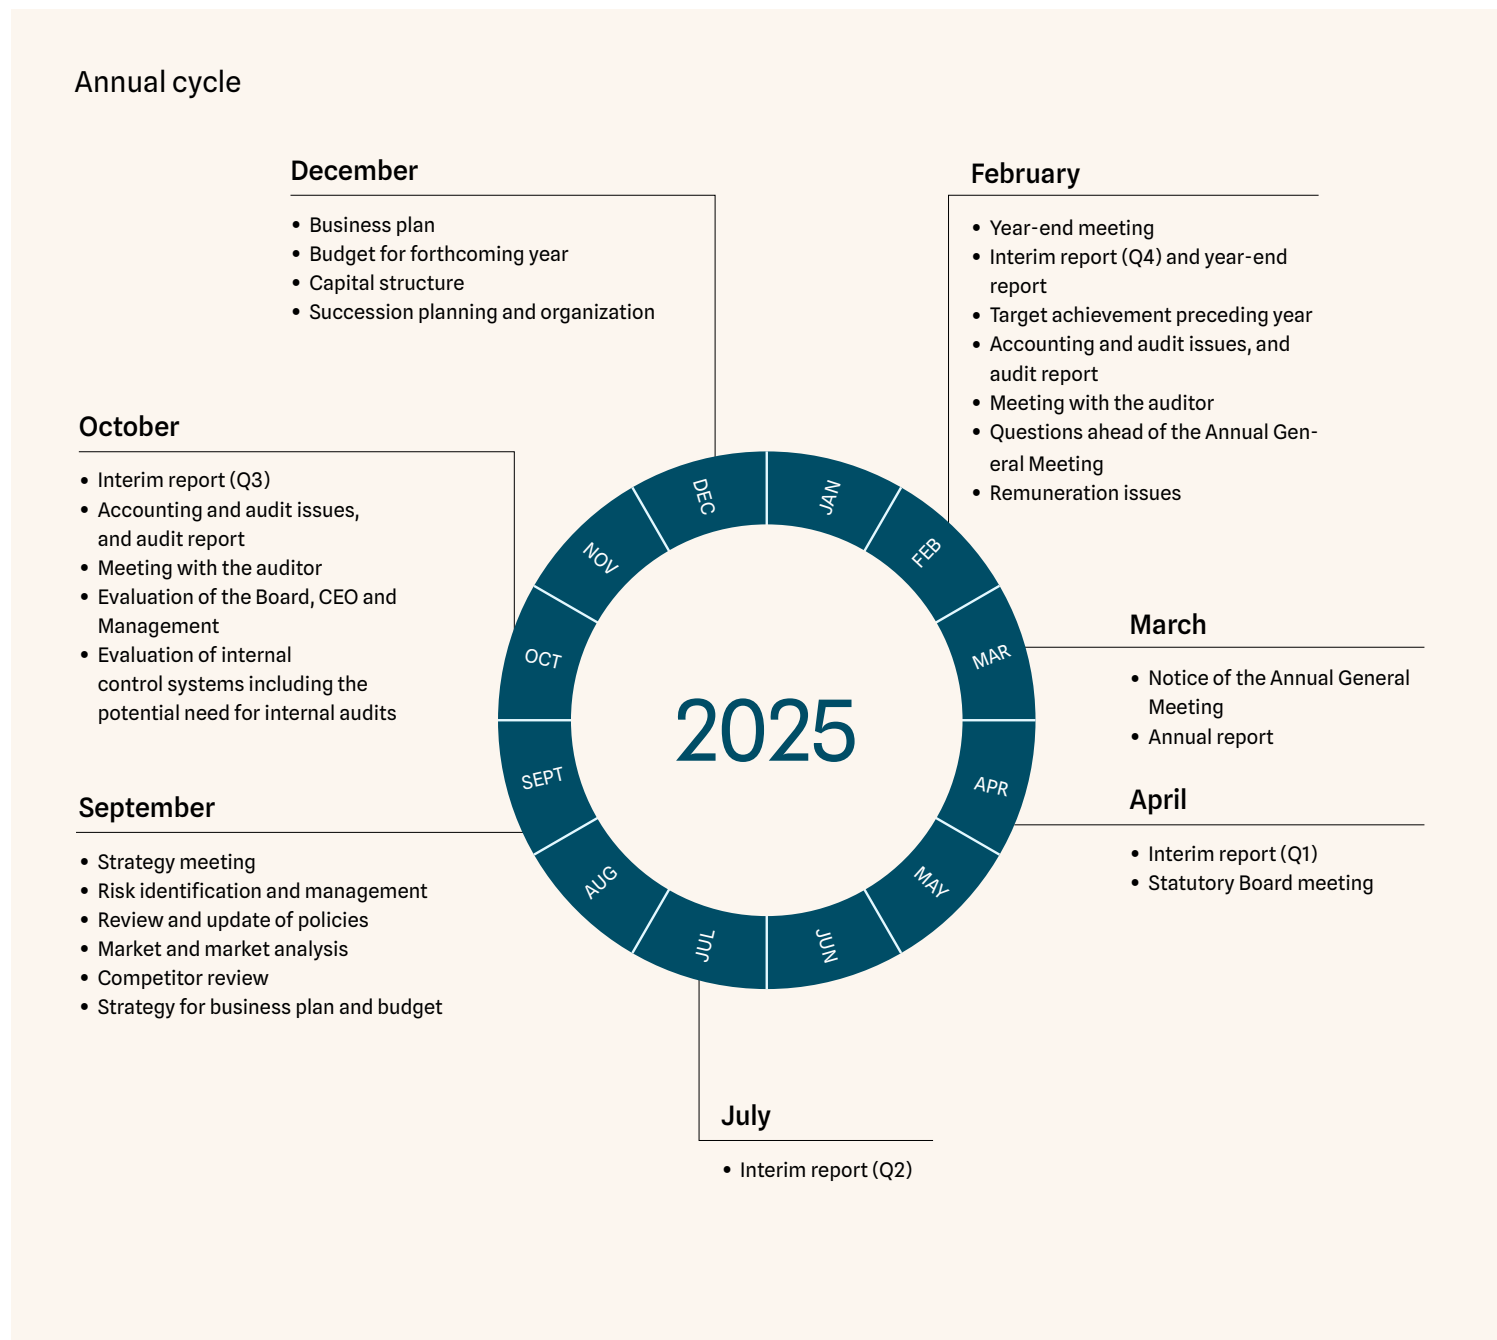 Annual cycle
December
• Business plan
• Budget for forthcoming year
• Capital structure
• Succession planning and organization
February
• Year-end meeting
• Interim report (Q4) and year-end
report
• Target achievement preceding year
• Accounting and audit issues, and
audit report
• Meeting with the auditor
• Questions ahead of the Annual Gen-
eral Meeting
• Remuneration issues
October
• Interim report (Q3)
• Accounting and audit issues,
and audit report
• Meeting with the auditor
• Evaluation of the Board, CEO and
Management
• Evaluation of internal
control systems including the
potential need for internal audits
March
• Notice of the Annual General
Meeting
• Annual report
April
• Interim report (Q1)
• Statutory Board meeting
September
• Strategy meeting
• Risk identification and management
• Review and update of policies
• Market and market analysis
• Competitor review
• Strategy for business plan and budget
July
• Interim report (Q2)
JAN
FEB
MAR
APR
MAY
JUN
JUL
AUG
SEPT
OCT
NOV
DEC
2025